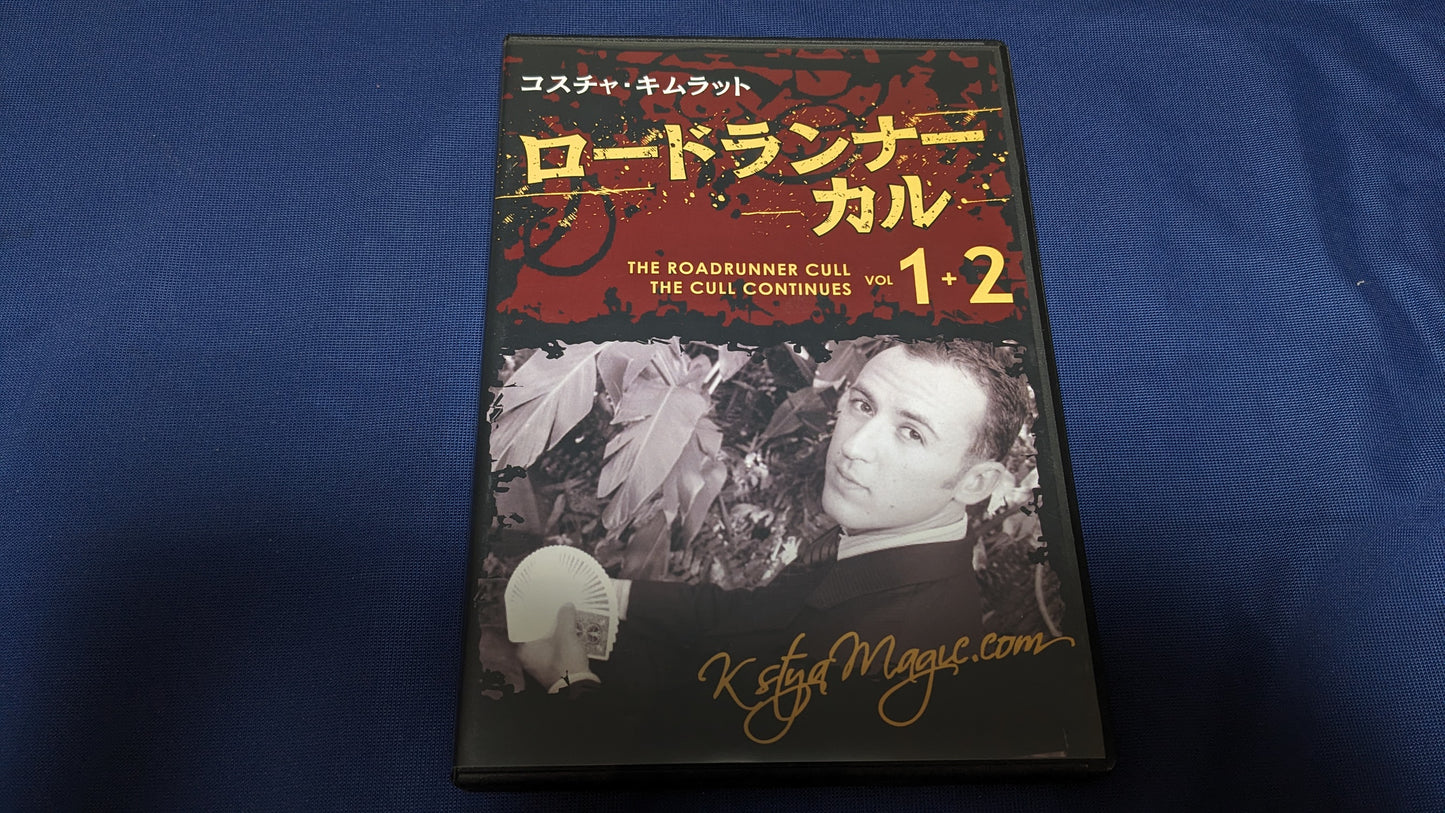 コスチャ・キムラット
ロードランナー
カル
THE ROADRUNNER CULL
THE CULL CONTINUES
VOL 1+2
KstyaMagic.com